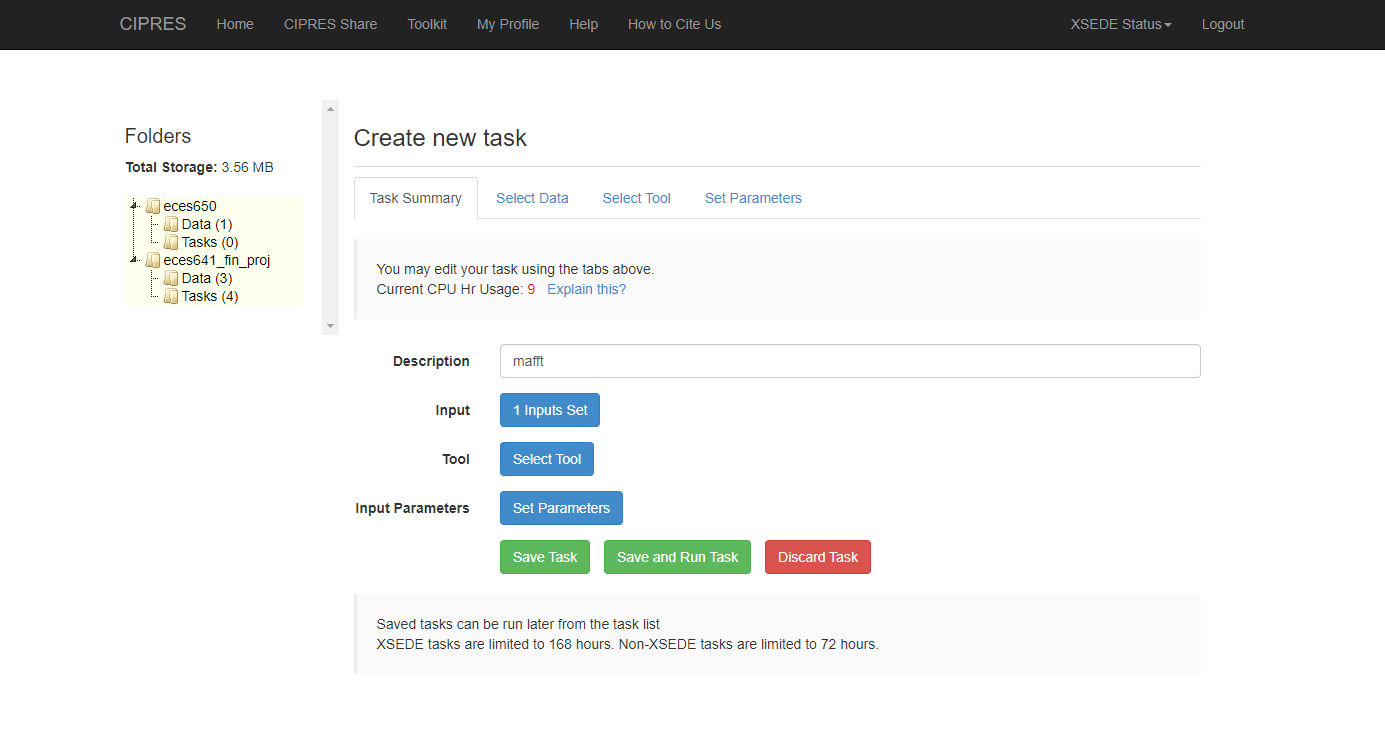 CIPRES Home CIPRES Share Toolkit My Profile Help How to Cite Us XSEDE Status Logout
Folders
Total Storage: 3.56 MB
eces650
Data (1)
Tasks (0)
eces641_fin_proj
Data (3)
Tasks (4)
Create new task
Task Summary Select Data Select Tool Set Parameters
You may edit your task using the tabs above.
Current CPU Hr Usage: 9 Explain this?
Description mafft
Input 1 Inputs Set
Tool Select Tool
Input Parameters Set Parameters
Save Task Save and Run Task Discard Task
Saved tasks can be run later from the task list
XSEDE tasks are limited to 168 hours. Non-XSEDE tasks are limited to 72 hours.